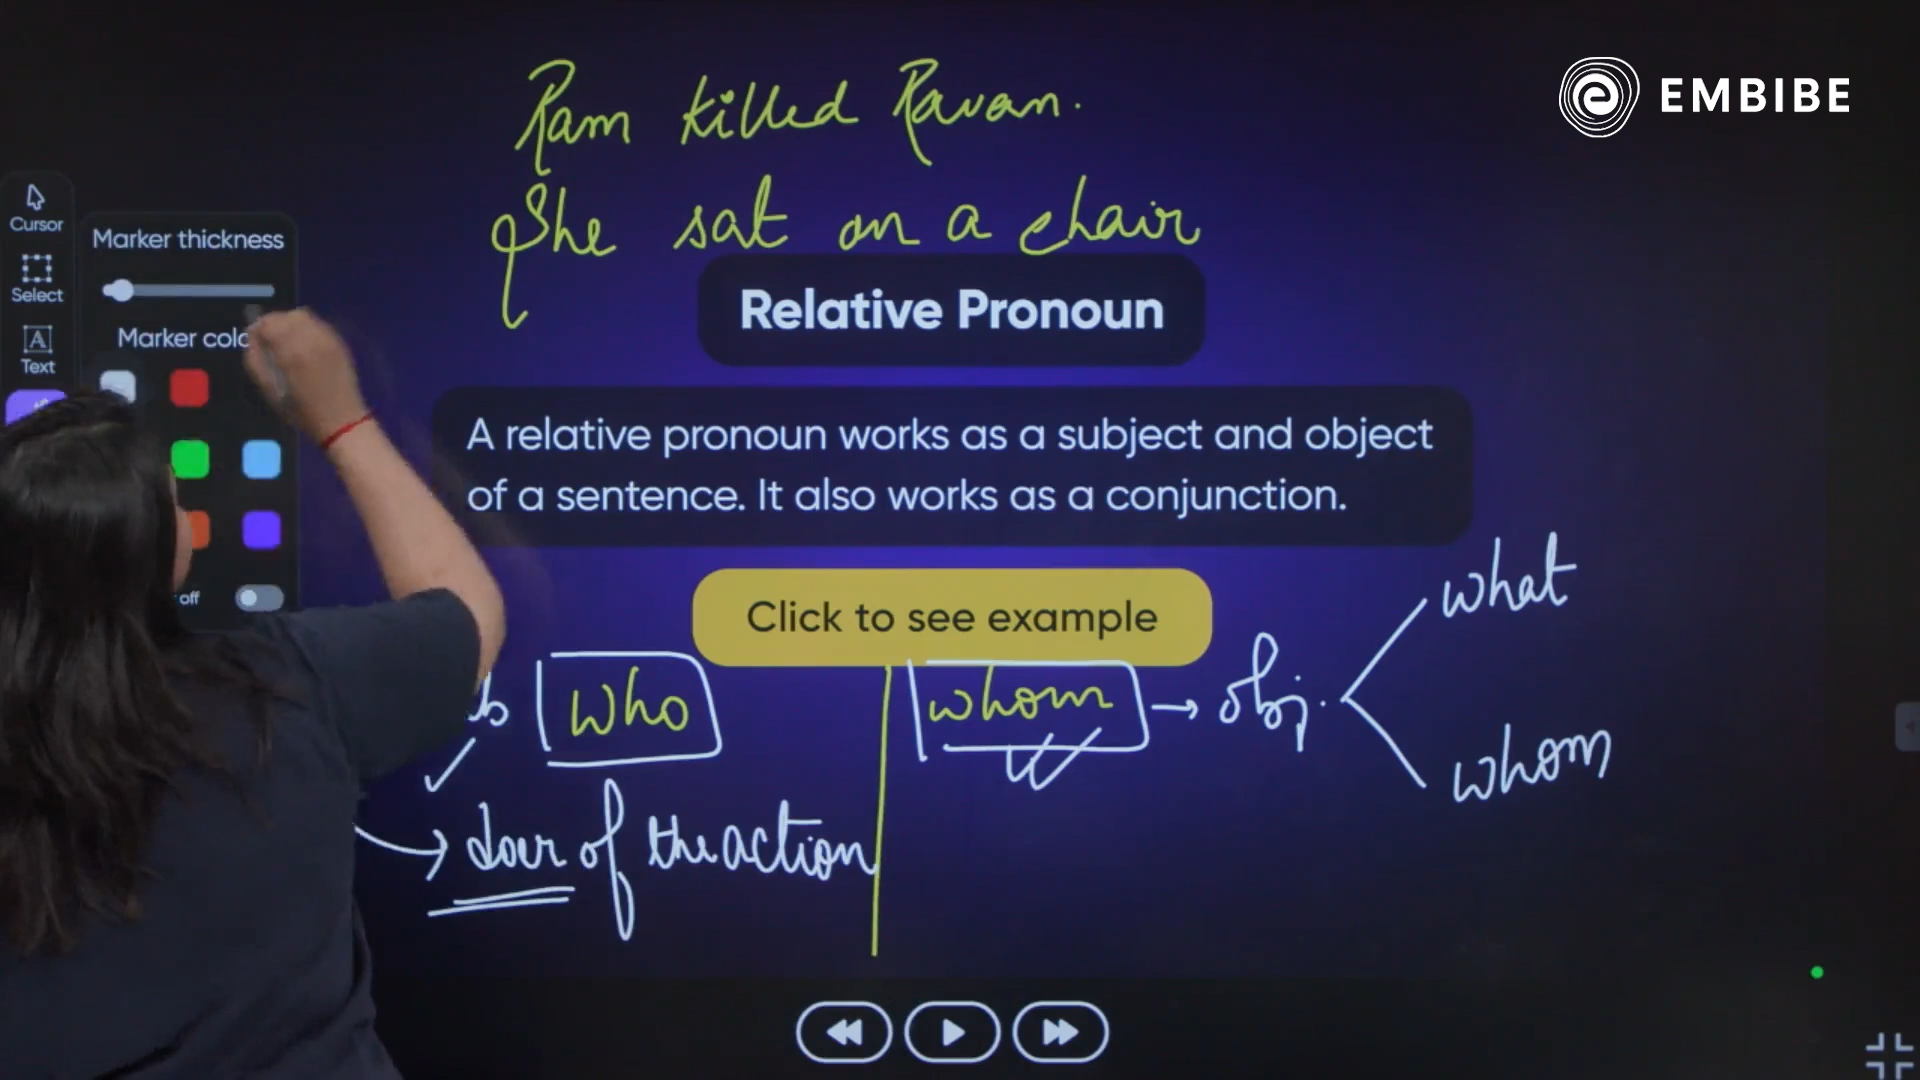 Ram killed Ravan.
She sat on a chair
EMBIBE
Cursor
Select
Text
Marker thickness
Marker colo
off
Relative Pronoun
A relative pronoun works as a subject and object
of a sentence. It also works as a conjunction.
Click to see example
b who
whom → obj.
what
whom
→ doer of the action